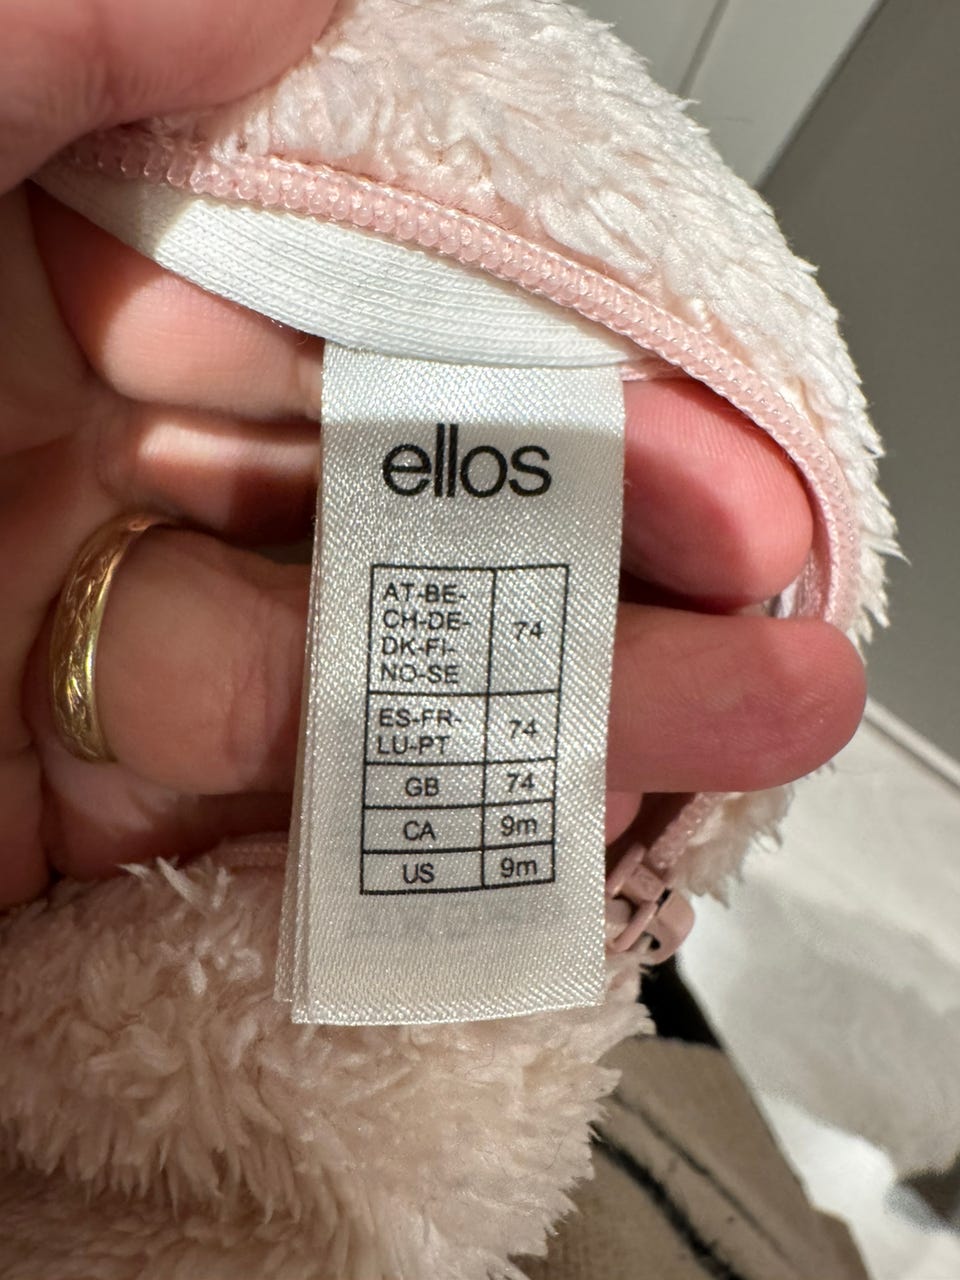 ellos
AT-BE-
CH-DE-
DK-FI-
NO-SE
74
ES-FR-
LU-PT
74
GB 74
CA 9m
US 9m